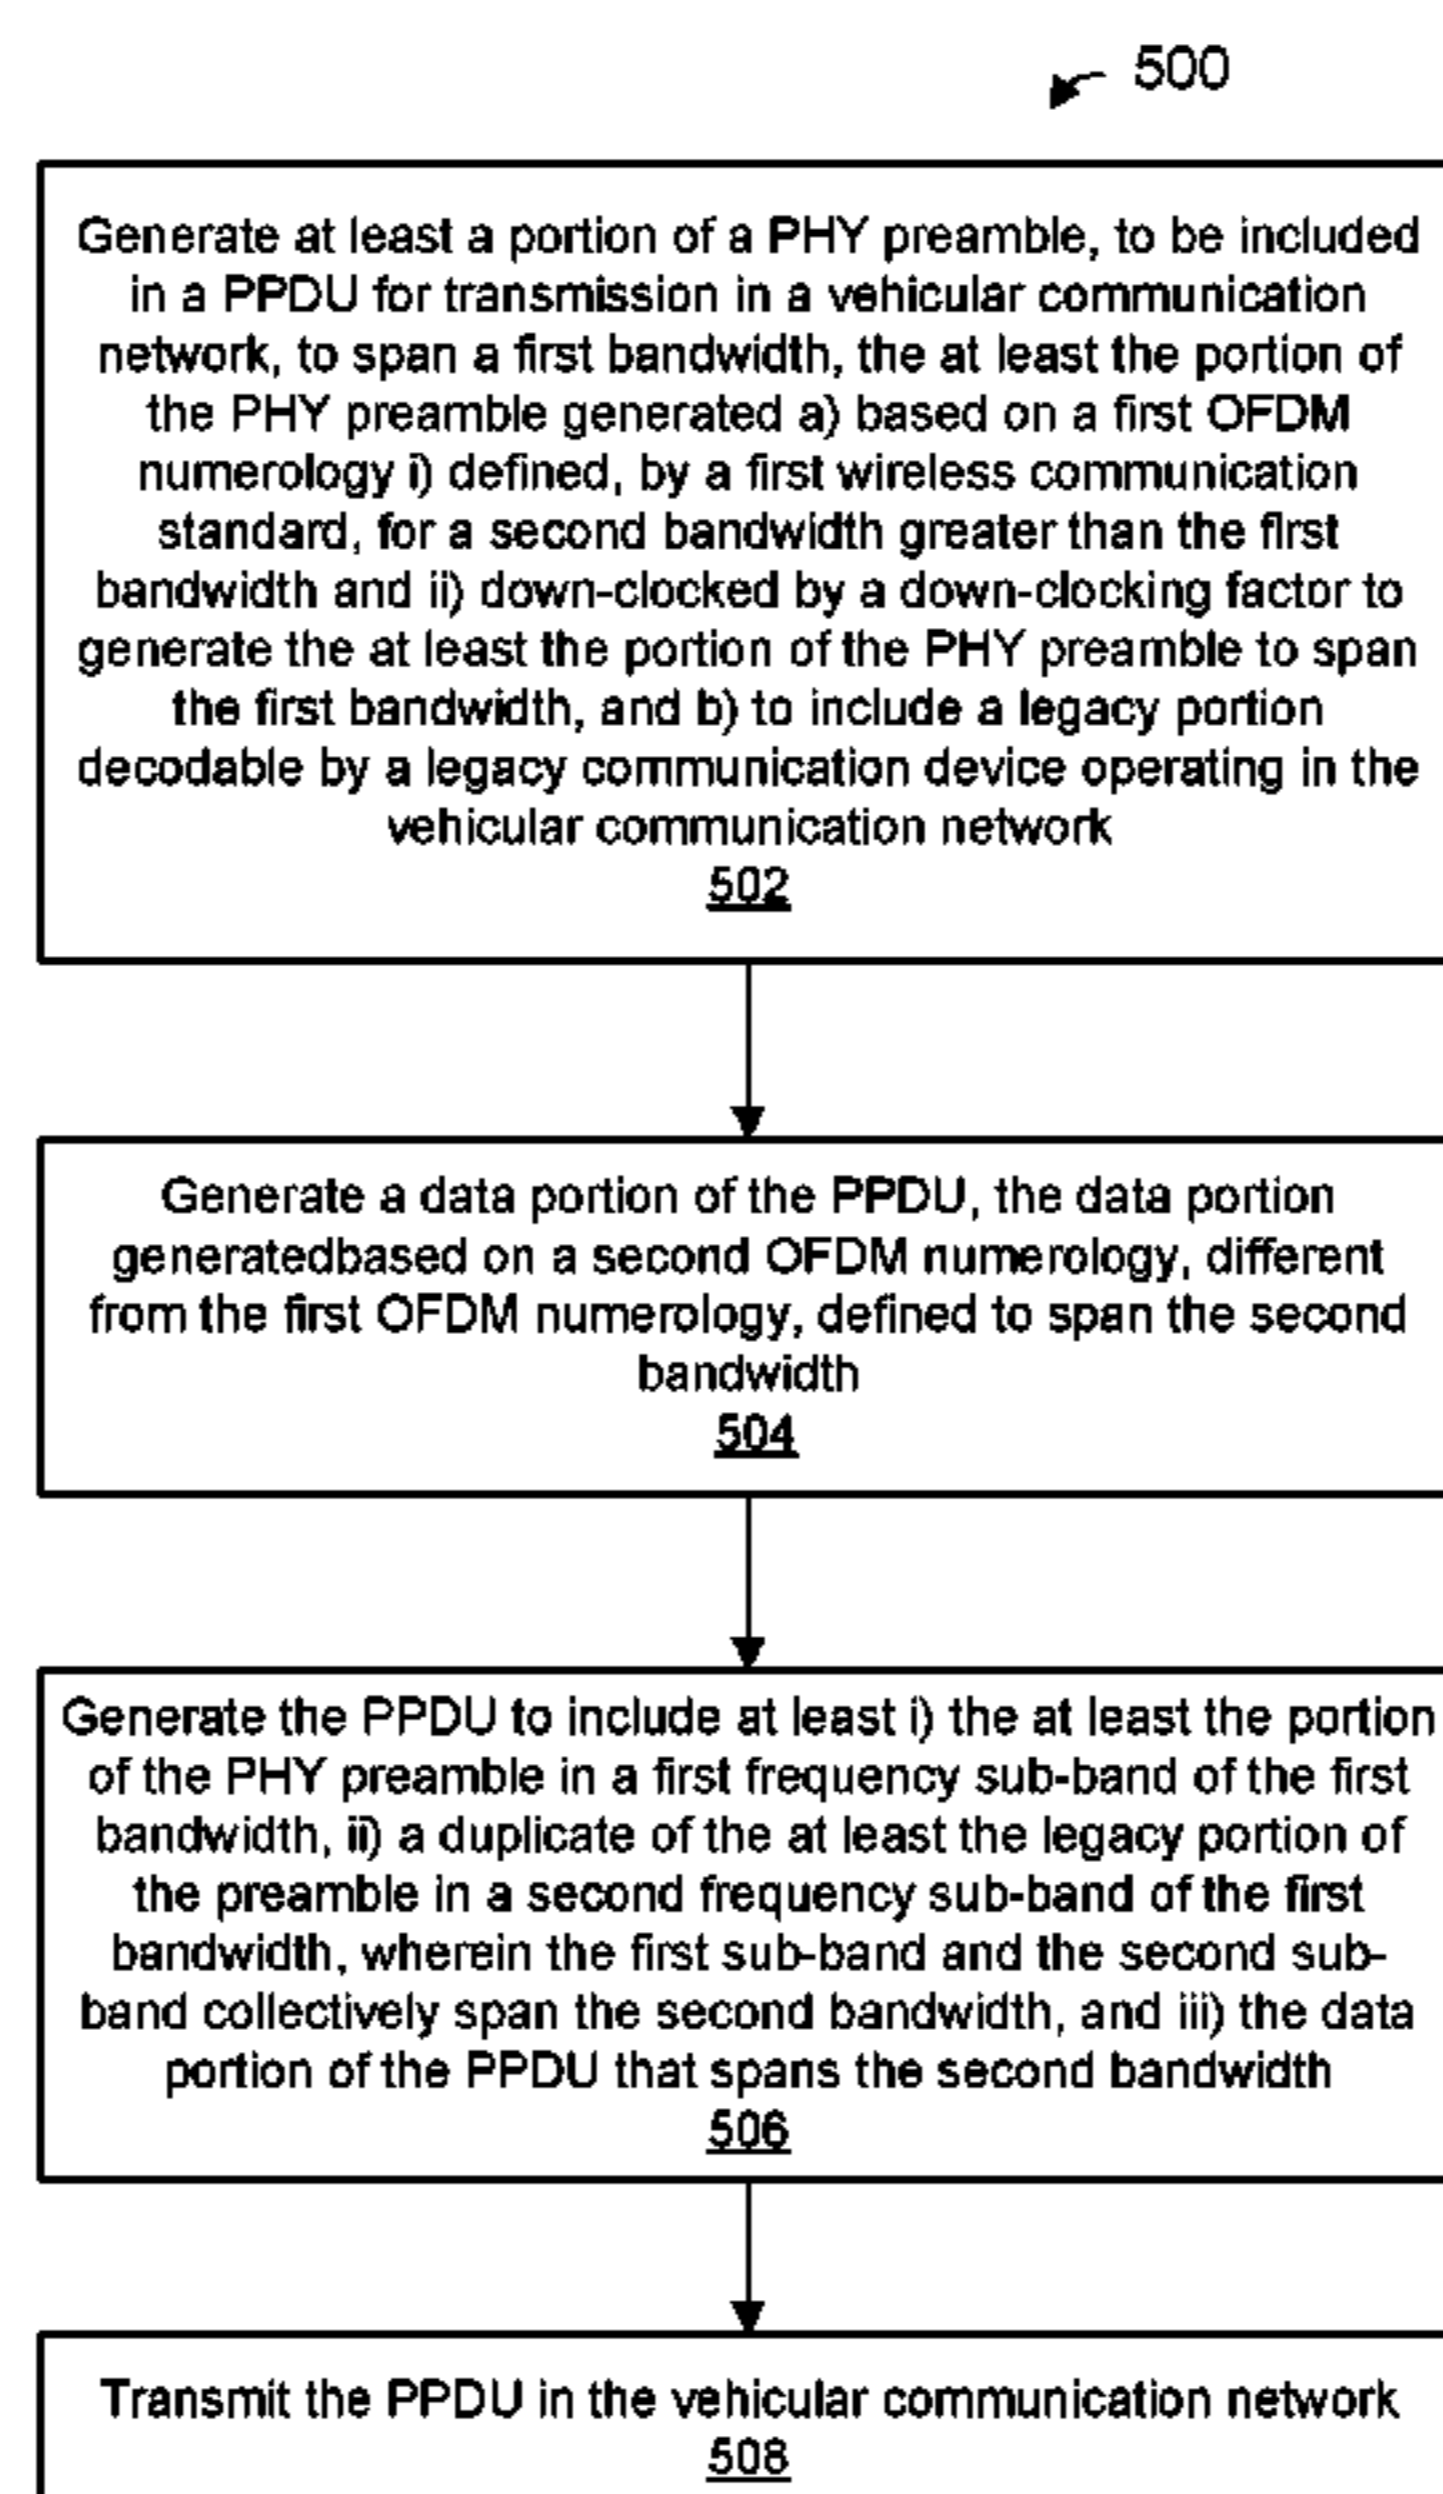 500
Generate at least a portion of a PHY preamble, to be included
in a PPDU for transmission in a vehicular communication
network, to span a first bandwidth, the at least the portion of
the PHY preamble generated a) based on a first OFDM
numerology i) defined, by a first wireless communication
standard, for a second bandwidth greater than the first
bandwidth and ii) down-clocked by a down-clocking factor to
generate the at least the portion of the PHY preamble to span
the first bandwidth, and b) to include a legacy portion
decodable by a legacy communication device operating in the
vehicular communication network
502
Generate a data portion of the PPDU, the data portion
generatedbased on a second OFDM numerology, different
from the first OFDM numerology, defined to span the second
bandwidth
504
Generate the PPDU to include at least i) the at least the portion
of the PHY preamble in a first frequency sub-band of the first
bandwidth, ii) a duplicate of the at least the legacy portion of
the preamble in a second frequency sub-band of the first
bandwidth, wherein the first sub-band and the second sub-
band collectively span the second bandwidth, and iii) the data
portion of the PPDU that spans the second bandwidth
506
Transmit the PPDU in the vehicular communication network
508